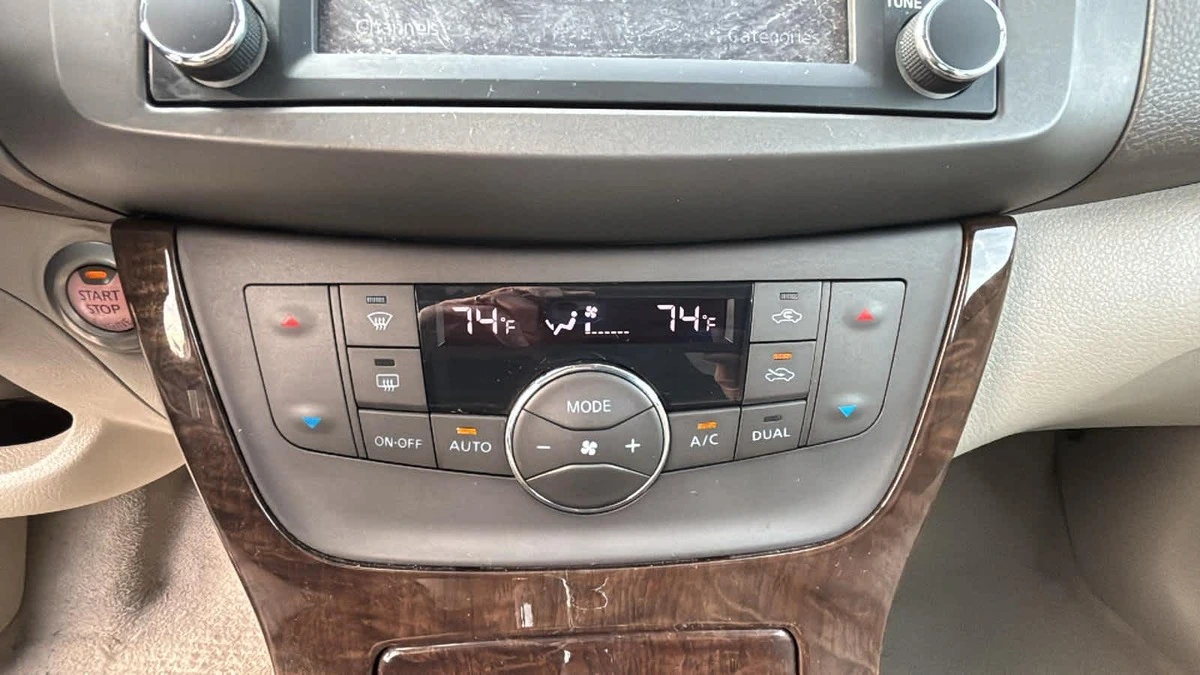 TUNE
Channels
Categories
START
STOP
74°F
74°F
MODE
ON·OFF
AUTO
- +
A/C
DUAL